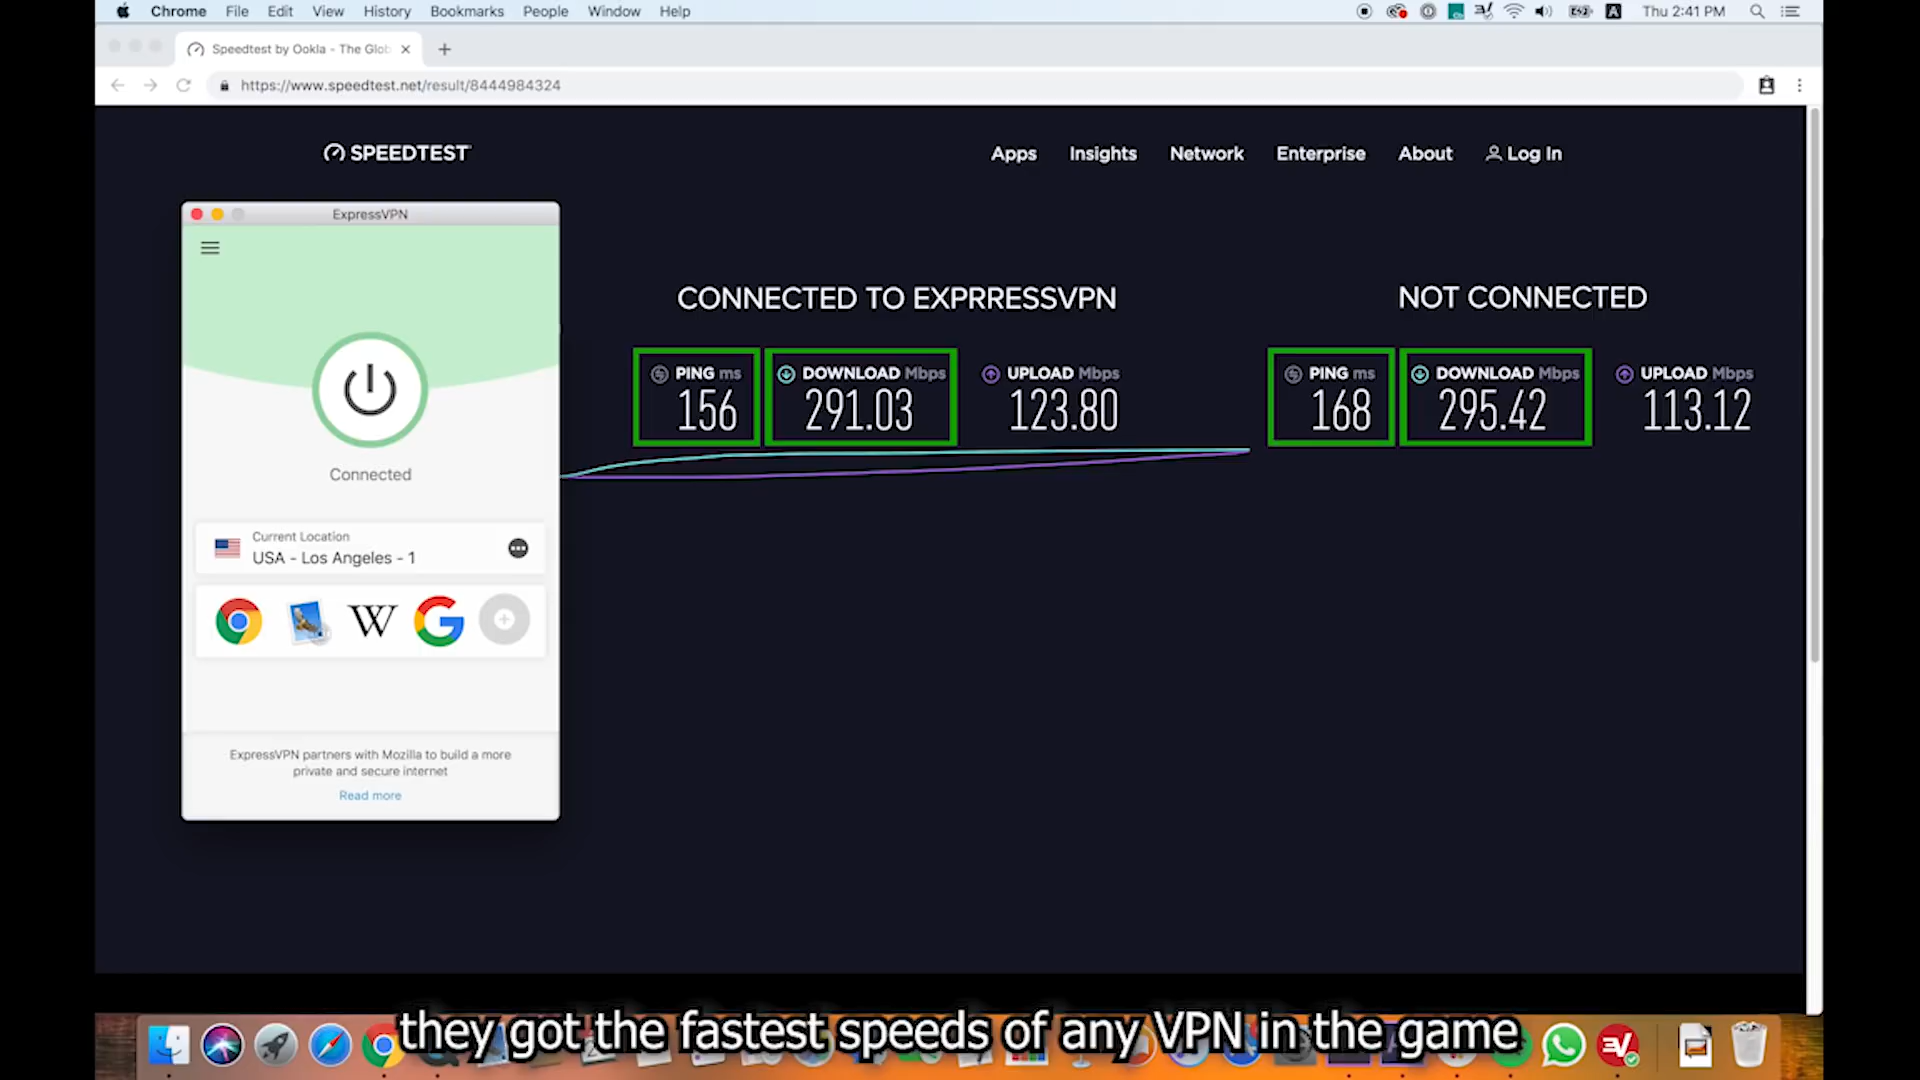 Chrome File Edit View History Bookmarks People Window Help
Thu 2:41 PM
Speedtest by Ookla - The Glob
https://www.speedtest.net/result/8444984324
SPEEDTEST
Apps Insights Network Enterprise About Log In
ExpressVPN
CONNECTED TO EXPRRESSVPN
NOT CONNECTED
PING ms DOWNLOAD Mbps UPLOAD Mbps
156 291.03 123.80
PING ms DOWNLOAD Mbps UPLOAD Mbps
168 295.42 113.12
Connected
Current Location
USA - Los Angeles - 1
W G
ExpressVPN partners with Mozilla to build a more
private and secure internet
Read more
they got the fastest speeds of any VPN in the game